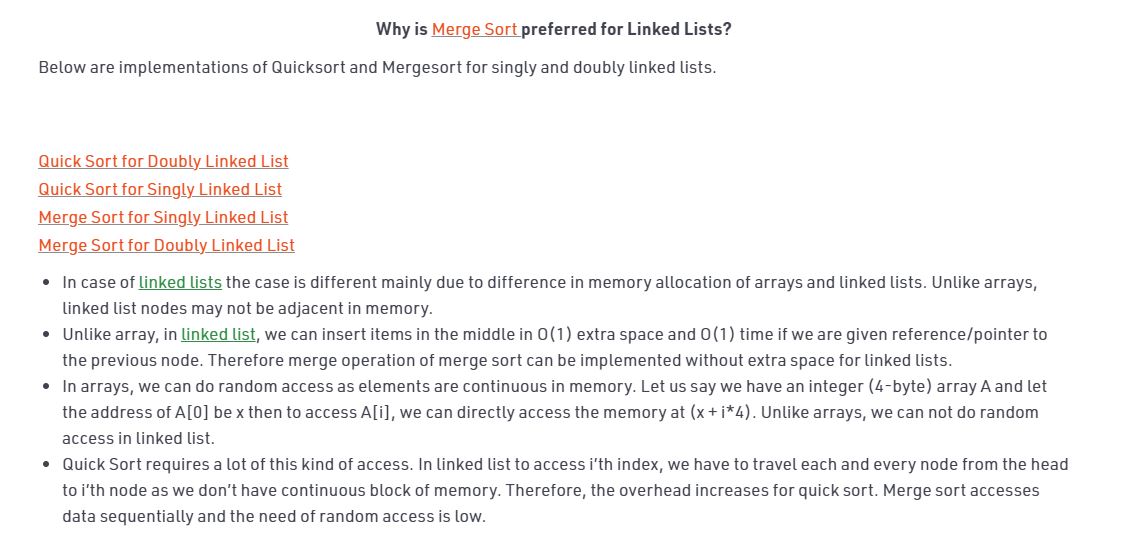 Why is Merge Sort preferred for Linked Lists?
Below are implementations of Quicksort and Mergesort for singly and doubly linked lists.
Quick Sort for Doubly Linked List
Quick Sort for Singly Linked List
Merge Sort for Singly Linked List
Merge Sort for Doubly Linked List
• In case of linked lists the case is different mainly due to difference in memory allocation of arrays and linked lists. Unlike arrays,
linked list nodes may not be adjacent in memory.
• Unlike array, in linked list, we can insert items in the middle in O(1) extra space and O(1) time if we are given reference/pointer to
the previous node. Therefore merge operation of merge sort can be implemented without extra space for linked lists.
• In arrays, we can do random access as elements are continuous in memory. Let us say we have an integer (4-byte) array A and let
the address of A[0] be x then to access A[i], we can directly access the memory at (x + i*4). Unlike arrays, we can not do random
access in linked list.
• Quick Sort requires a lot of this kind of access. In linked list to access i’th index, we have to travel each and every node from the head
to i’th node as we don’t have continuous block of memory. Therefore, the overhead increases for quick sort. Merge sort accesses
data sequentially and the need of random access is low.